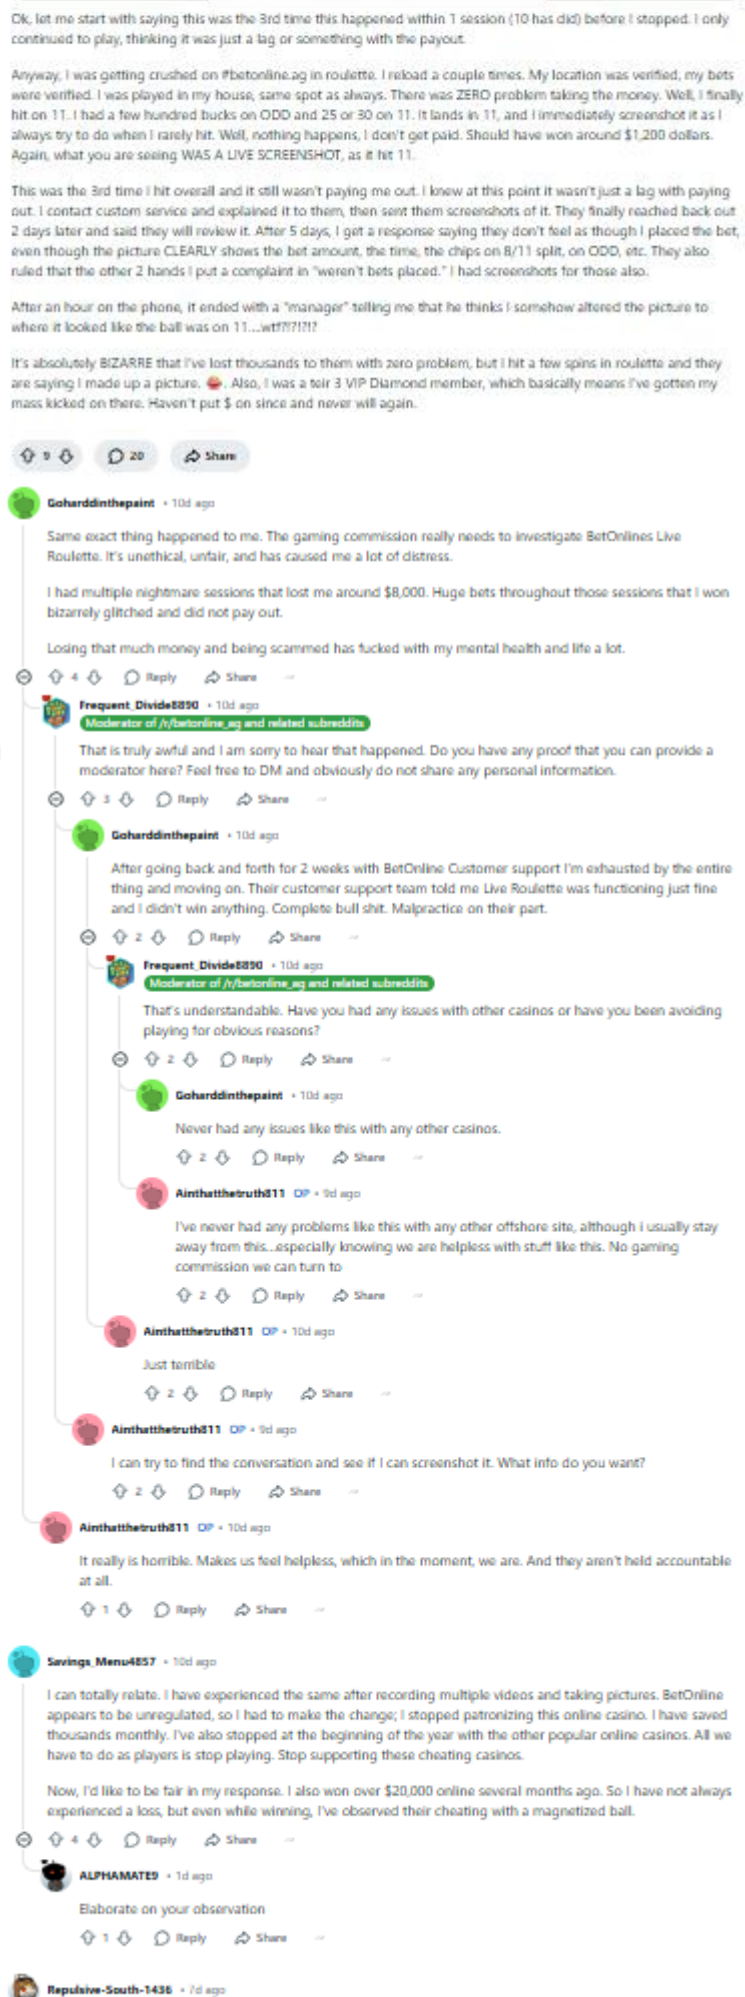 Ok, let me start with saying this was the 3rd time this happened within 1 session (10 has did) before I stopped. I only
continued to play, thinking it was just a lag or something with the payout.
Anyway, I was getting crushed on #betonline.ag in roulette. I reload a couple times. My location was verified, my bets
were verified. I was played in my house, same spot as always. There was ZERO problem taking the money. Well, I finally
hit on 11. I had a few hundred bucks on ODD and 25 or 30 on 11. It lands in 11, and I immediately screenshot it as I
always try to do when I rarely hit. Well, nothing happens, I don't get paid. Should have won around $1,200 dollars.
Again, what you are seeing WAS A LIVE SCREENSHOT, as it hit 11.
This was the 3rd time I hit overall and it still wasn't paying me out. I knew at this point it wasn't just a lag with paying
out. I contact custom service and explained it to them, then sent them screenshots of it. They finally reached back out
2 days later and said they will review it. After 5 days, I get a response saying they don't feel as though I placed the bet,
even though the picture CLEARLY shows the bet amount, the time, the chips on 8/11 split, on ODD, etc. They also
ruled that the other 2 hands I put a complaint in "weren't bets placed." I had screenshots for those also.
After an hour on the phone, it ended with a "manager" telling me that he thinks I somehow altered the picture to
where it looked like the ball was on 11...wtf?!?!?!?
It's absolutely BIZARRE that I've lost thousands to them with zero problem, but I hit a few spins in roulette and they
are saying I made up a picture. Also, I was a teir 3 VIP Diamond member, which basically means I've gotten my
mass kicked on there. Haven't put $ on since and never will again.
9 20 Share
Goharddinthepaint • 10d ago
Same exact thing happened to me. The gaming commission really needs to investigate BetOnlines Live
Roulette. It's unethical, unfair, and has caused me a lot of distress.
I had multiple nightmare sessions that lost me around $8,000. Huge bets throughout those sessions that I won
bizarrely glitched and did not pay out.
Losing that much money and being scammed has fucked with my mental health and life a lot.
4 Reply Share
Frequent_Divide8890 • 10d ago
Moderator of /r/betonline_ag and related subreddits
That is truly awful and I am sorry to hear that happened. Do you have any proof that you can provide a
moderator here? Feel free to DM and obviously do not share any personal information.
3 Reply Share
Goharddinthepaint • 10d ago
After going back and forth for 2 weeks with BetOnline Customer support I'm exhausted by the entire
thing and moving on. Their customer support team told me Live Roulette was functioning just fine
and I didn't win anything. Complete bull shit. Malpractice on their part.
2 Reply Share
Frequent_Divide8890 • 10d ago
Moderator of /r/betonline_ag and related subreddits
That's understandable. Have you had any issues with other casinos or have you been avoiding
playing for obvious reasons?
2 Reply Share
Goharddinthepaint • 10d ago
Never had any issues like this with any other casinos.
2 Reply Share
Ainthatthetruth811 OP • 9d ago
I've never had any problems like this with any other offshore site, although i usually stay
away from this...especially knowing we are helpless with stuff like this. No gaming
commission we can turn to
2 Reply Share
Ainthatthetruth811 OP • 10d ago
Just terrible
2 Reply Share
Ainthatthetruth811 OP • 9d ago
I can try to find the conversation and see if I can screenshot it. What info do you want?
2 Reply Share
Ainthatthetruth811 OP • 10d ago
It really is horrible. Makes us feel helpless, which in the moment, we are. And they aren't held accountable
at all.
1 Reply Share
Savings_Menu4857 • 10d ago
I can totally relate. I have experienced the same after recording multiple videos and taking pictures. BetOnline
appears to be unregulated, so I had to make the change; I stopped patronizing this online casino. I have saved
thousands monthly. I've also stopped at the beginning of the year with the other popular online casinos. All we
have to do as players is stop playing. Stop supporting these cheating casinos.
Now, I'd like to be fair in my response. I also won over $20,000 online several months ago. So I have not always
experienced a loss, but even while winning, I've observed their cheating with a magnetized ball.
4 Reply Share
ALPHAMATE9 • 1d ago
Elaborate on your observation
1 Reply Share
Repulsive-South-1436 • 7d ago